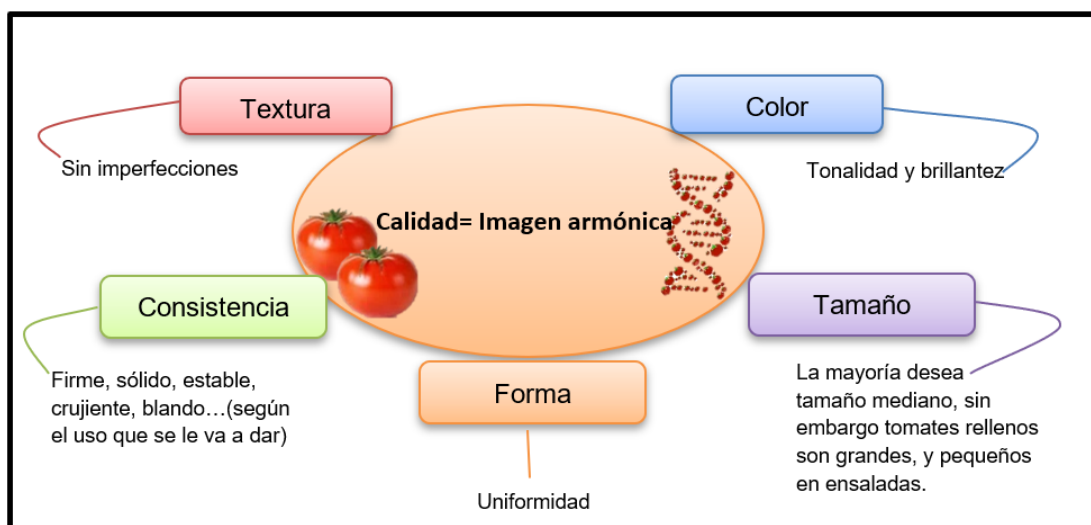 Textura
Color
Sin imperfecciones
Tonalidad y brillantez
Calidad= Imagen armónica
Consistencia
Tamaño
Firme, sólido, estable,
crujiente, blando…(según
el uso que se le va a dar)
Forma
La mayoría desea
tamaño mediano, sin
embargo tomates rellenos
son grandes, y pequeños
en ensaladas.
Uniformidad